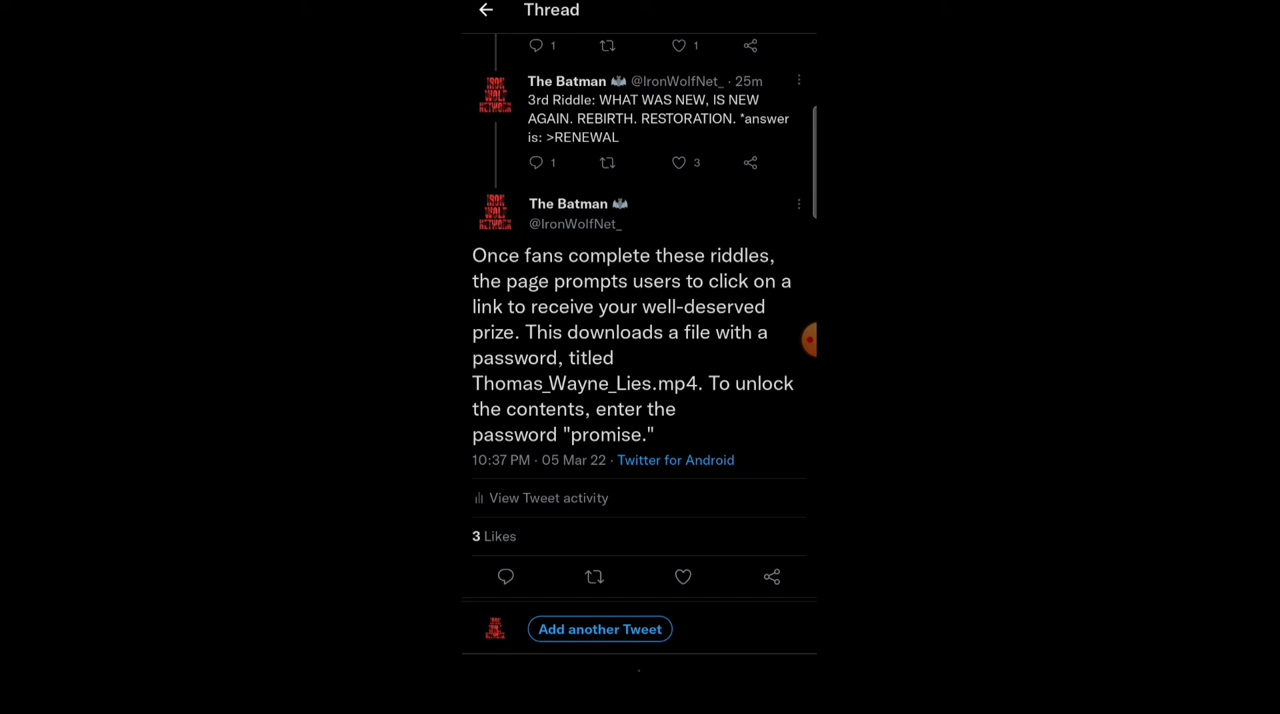 Thread
1 1
The Batman 🦇 @IronWolfNet_ · 25m
3rd Riddle: WHAT WAS NEW, IS NEW
AGAIN. REBIRTH. RESTORATION. *answer
is: >RENEWAL
1 3
IRON
WOLF
NETWORK
The Batman 🦇
@IronWolfNet_
Once fans complete these riddles,
the page prompts users to click on a
link to receive your well-deserved
prize. This downloads a file with a
password, titled
Thomas_Wayne_Lies.mp4. To unlock
the contents, enter the
password "promise."
10:37 PM · 05 Mar 22 · Twitter for Android
View Tweet activity
3 Likes
Add another Tweet